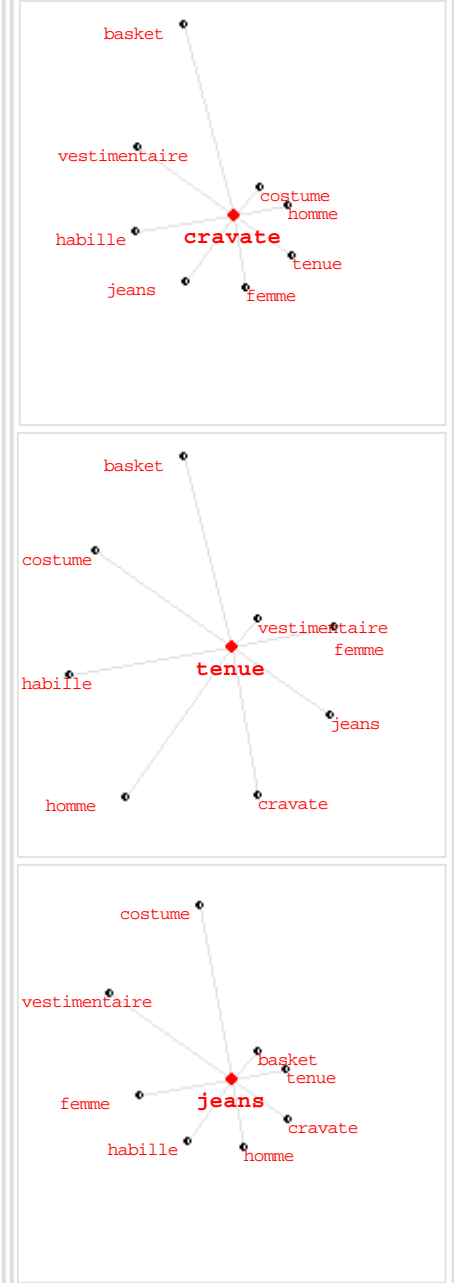 basket
vestimentaire
costume
homme
habille
cravate
tenue
jeans
femme
basket
costume
vestimentaire
femme
tenue
habille
jeans
homme
cravate
costume
vestimentaire
basket
tenue
femme
jeans
cravate
habille
homme